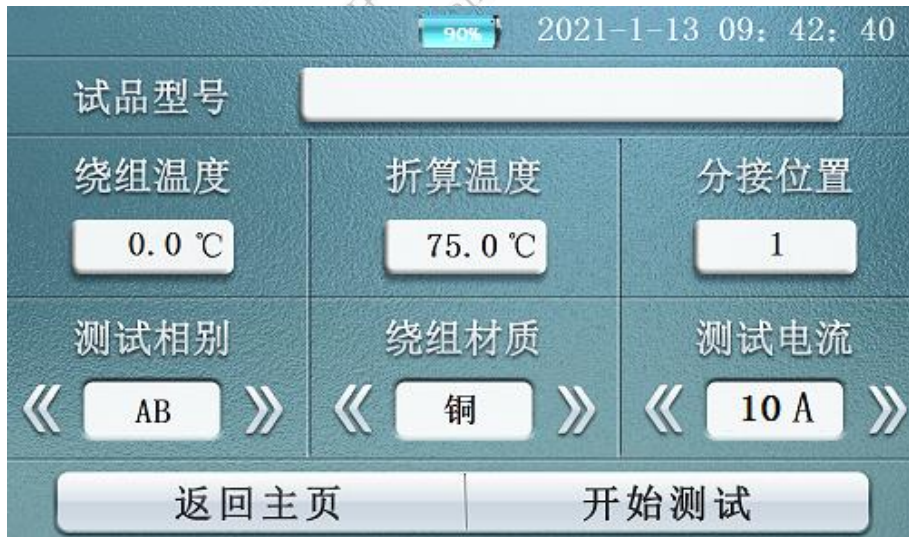 90% 2021-1-13 09: 42: 40
试品型号
绕组温度 折算温度 分接位置
0.0℃ 75.0℃ 1
测试相别 绕组材质 测试电流
《 AB 》 《 铜 》 《 10 A 》
返回主页 开始测试